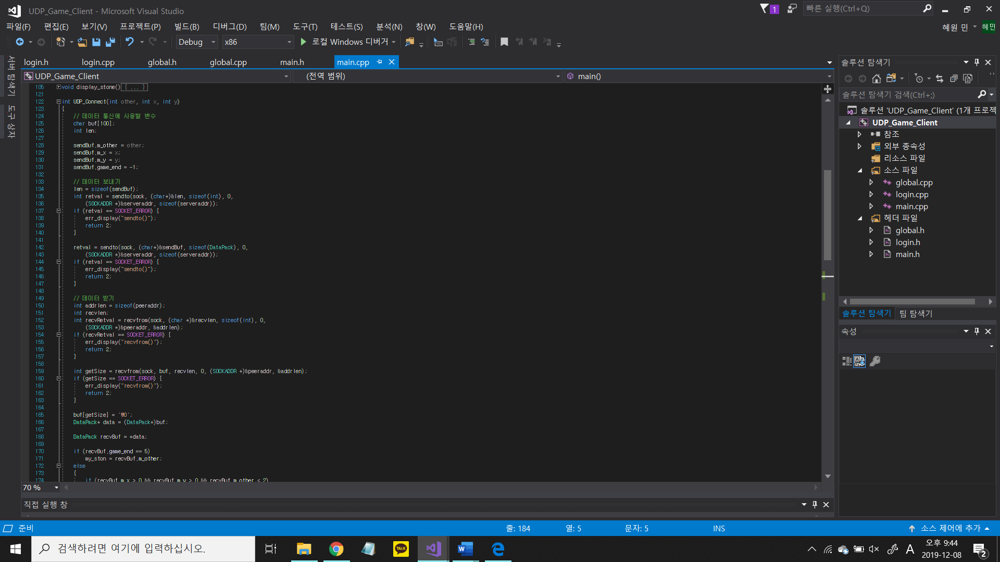 UDP_Game_Client - Microsoft Visual Studio
1
빠른 실행(Ctrl+Q)
파일(F) 편집(E) 보기(V) 프로젝트(P) 빌드(B) 디버그(D) 팀(M) 도구(T) 테스트(S) 분석(N) 창(W) 도움말(H)
혜원 민 혜민
Debug x86 로컬 Windows 디버거
서버 탐색기
도구 상자
login.h login.cpp global.h global.cpp main.h main.cpp
UDP_Game_Client (전역 범위) main()
105 void display_stone(){ ... }
121
122 int UDP_Connect(int other, int x, int y)
123 {
124 // 데이터 통신에 사용할 변수
125 char buf[100];
126 int len;
127
128 sendBuf.m_other = other;
129 sendBuf.m_x = x;
130 sendBuf.m_y = y;
131 sendBuf.game_end = -1;
132
133 // 데이터 보내기
134 len = sizeof(sendBuf);
135 int retval = sendto(sock, (char*)&len, sizeof(int), 0,
136 (SOCKADDR *)&serveraddr, sizeof(serveraddr));
137 if (retval == SOCKET_ERROR) {
138 err_display("sendto()");
139 return 2;
140 }
141
142 retval = sendto(sock, (char*)&sendBuf, sizeof(DataPack), 0,
143 (SOCKADDR *)&serveraddr, sizeof(serveraddr));
144 if (retval == SOCKET_ERROR) {
145 err_display("sendto()");
146 return 2;
147 }
148
149 // 데이터 받기
150 int addrlen = sizeof(peeraddr);
151 int recvlen;
152 int recvRetval = recvfrom(sock, (char *)&recvlen, sizeof(int), 0,
153 (SOCKADDR *)&peeraddr, &addrlen);
154 if (recvRetval == SOCKET_ERROR) {
155 err_display("recvfrom()");
156 return 2;
157 }
158
159 int getSize = recvfrom(sock, buf, recvlen, 0, (SOCKADDR *)&peeraddr, &addrlen);
160 if (getSize == SOCKET_ERROR) {
161 err_display("recvfrom()");
162 return 2;
163 }
164
165 buf[getSize] = '₩0';
166 DataPack* data = (DataPack*)buf;
167
168 DataPack recvBuf = *data;
169
170 if (recvBuf.game_end == 5)
171 my_ston = recvBuf.m_other;
172 else
173 {
174 if (recvBuf.m_x > 0 && recvBuf.m_y > 0 && recvBuf.m_other < 2)
70 %
직접 실행 창
솔루션 탐색기
솔루션 탐색기 검색(Ctrl+;)
솔루션 'UDP_Game_Client' (1개 프로젝
UDP_Game_Client
참조
외부 종속성
리소스 파일
소스 파일
global.cpp
login.cpp
main.cpp
헤더 파일
global.h
login.h
main.h
솔루션 탐색기 팀 탐색기
속성
준비 줄: 184 열: 5 문자: 5 INS 소스 제어에 추가
검색하려면 여기에 입력하십시오.
TALK
A
오후 9:44
2019-12-08
2